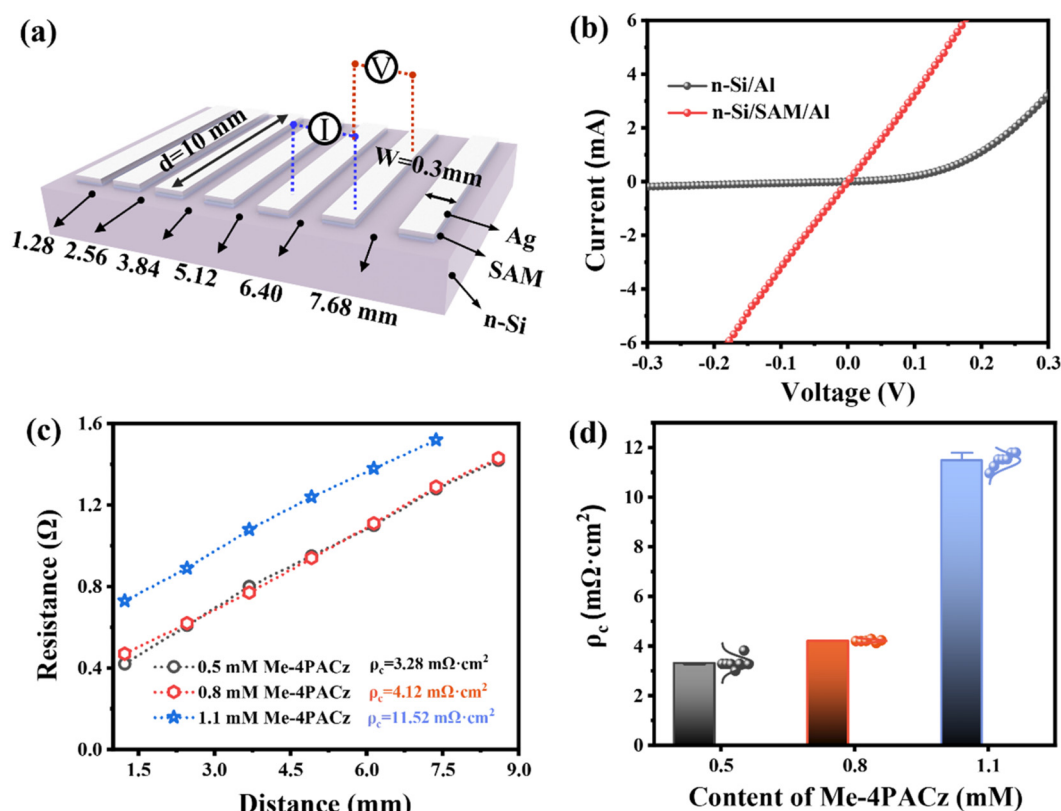 (a)
V
I
d=10 mm
W=0.3mm
Ag
SAM
n-Si
1.28
2.56
3.84
5.12
6.40
7.68 mm
(b)
Current (mA)
6
4
2
0
-2
-4
-6
n-Si/Al
n-Si/SAM/Al
-0.3 -0.2 -0.1 0.0 0.1 0.2 0.3
Voltage (V)
(c)
Resistance (Ω)
1.6
1.2
0.8
0.4
0.0
0.5 mM Me-4PACz ρc=3.28 mΩ·cm²
0.8 mM Me-4PACz ρc=4.12 mΩ·cm²
1.1 mM Me-4PACz ρc=11.52 mΩ·cm²
1.5 3.0 4.5 6.0 7.5 9.0
Distance (mm)
(d)
ρc (mΩ·cm²)
12
10
8
6
4
2
0
0.5 0.8 1.1
Content of Me-4PACz (mM)